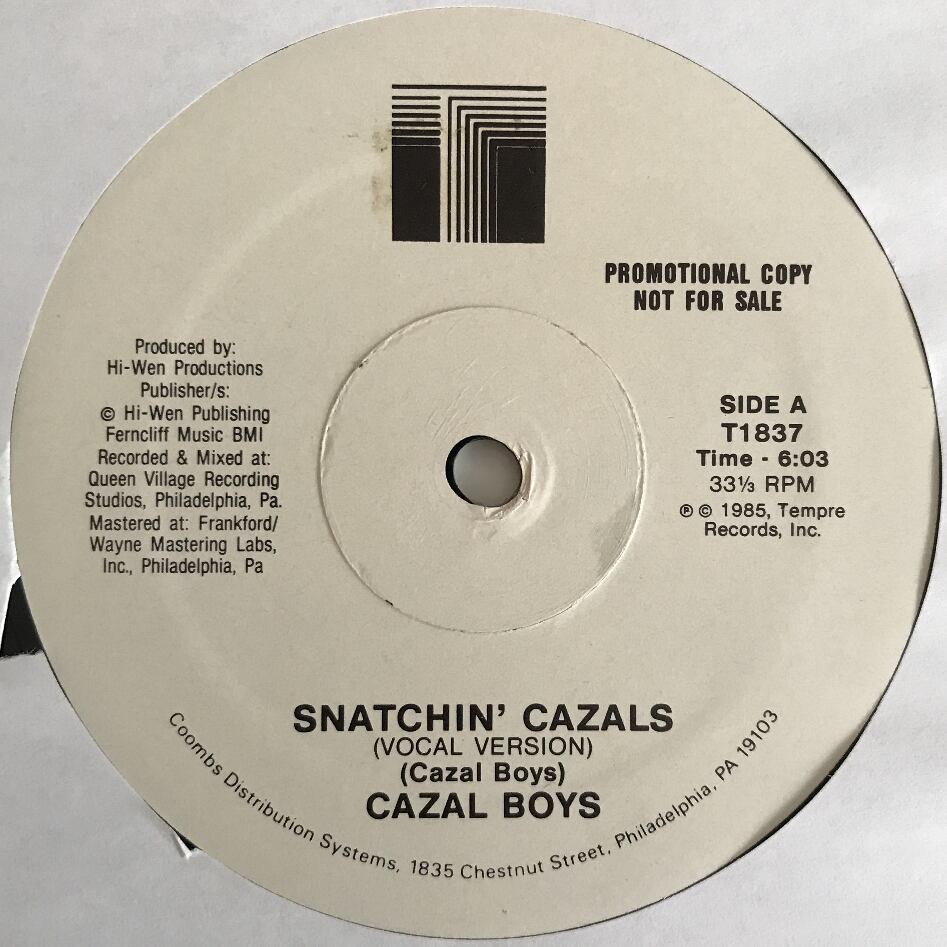 PROMOTIONAL COPY
NOT FOR SALE
Produced by:
Hi-Wen Productions
Publisher/s:
© Hi-Wen Publishing
Ferncliff Music BMI
Recorded & Mixed at:
Queen Village Recording
Studios, Philadelphia, Pa.
Mastered at: Frankford/
Wayne Mastering Labs,
Inc., Philadelphia, Pa
SIDE A
T1837
Time - 6:03
33⅓ RPM
℗ © 1985, Tempre
Records, Inc.
SNATCHIN' CAZALS
(VOCAL VERSION)
(Cazal Boys)
CAZAL BOYS
Coombs Distribution Systems, 1835 Chestnut Street, Philadelphia, PA 19103